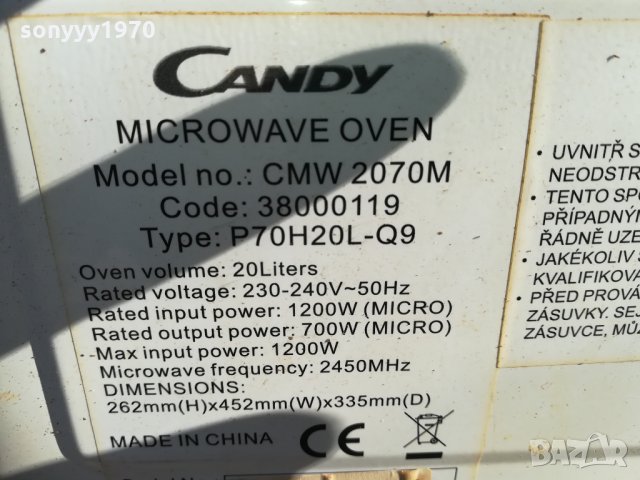 sonyyy1970
CANDY
MICROWAVE OVEN
Model no.: CMW 2070M
Code: 38000119
Type: P70H20L-Q9
Oven volume: 20Liters
Rated voltage: 230-240V~50Hz
Rated input power: 1200W (MICRO)
Rated output power: 700W (MICRO)
Max input power: 1200W
Microwave frequency: 2450MHz
DIMENSIONS:
262mm(H)x452mm(W)x335mm(D)
MADE IN CHINA
CE
• UVNITŘ S
NEODSTR
• TENTO SPO
PŘÍPADNÝM
ŘÁDNĚ UZE
• JAKÉKOLIV
KVALIFIKOVA
• PŘED PROVÁ
ZÁSUVKY. SEJ
ZÁSUVCE, MŮŽ
BAZAR